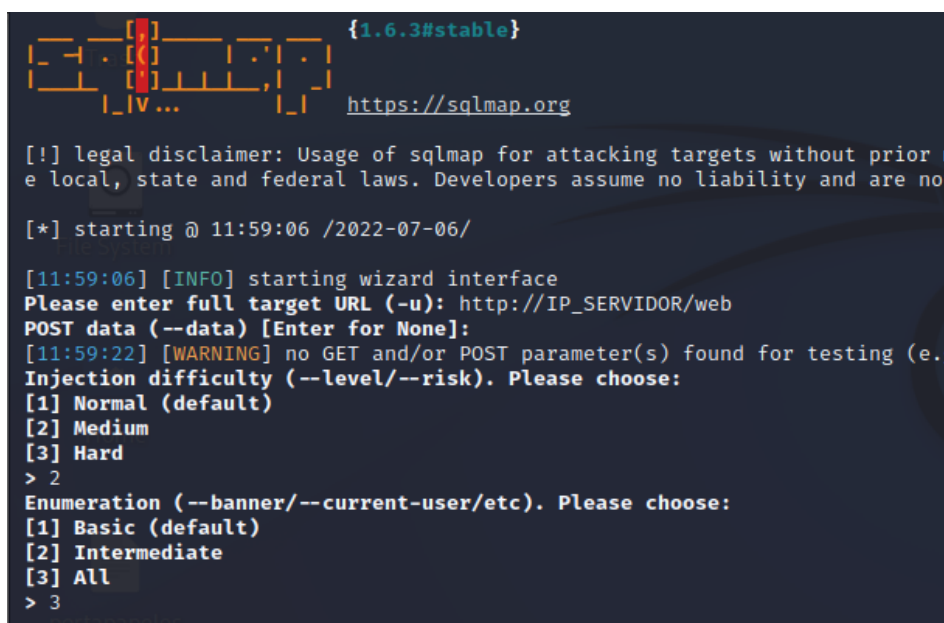 {1.6.3#stable}
https://sqlmap.org
[!] legal disclaimer: Usage of sqlmap for attacking targets without prior
e local, state and federal laws. Developers assume no liability and are no
[*] starting @ 11:59:06 /2022-07-06/
File System
[11:59:06] [INFO] starting wizard interface
Please enter full target URL (-u): http://IP_SERVIDOR/web
POST data (--data) [Enter for None]:
[11:59:22] [WARNING] no GET and/or POST parameter(s) found for testing (e.
Injection difficulty (--level/--risk). Please choose:
[1] Normal (default)
[2] Medium
[3] Hard
> 2
Enumeration (--banner/--current-user/etc). Please choose:
[1] Basic (default)
[2] Intermediate
[3] All
> 3